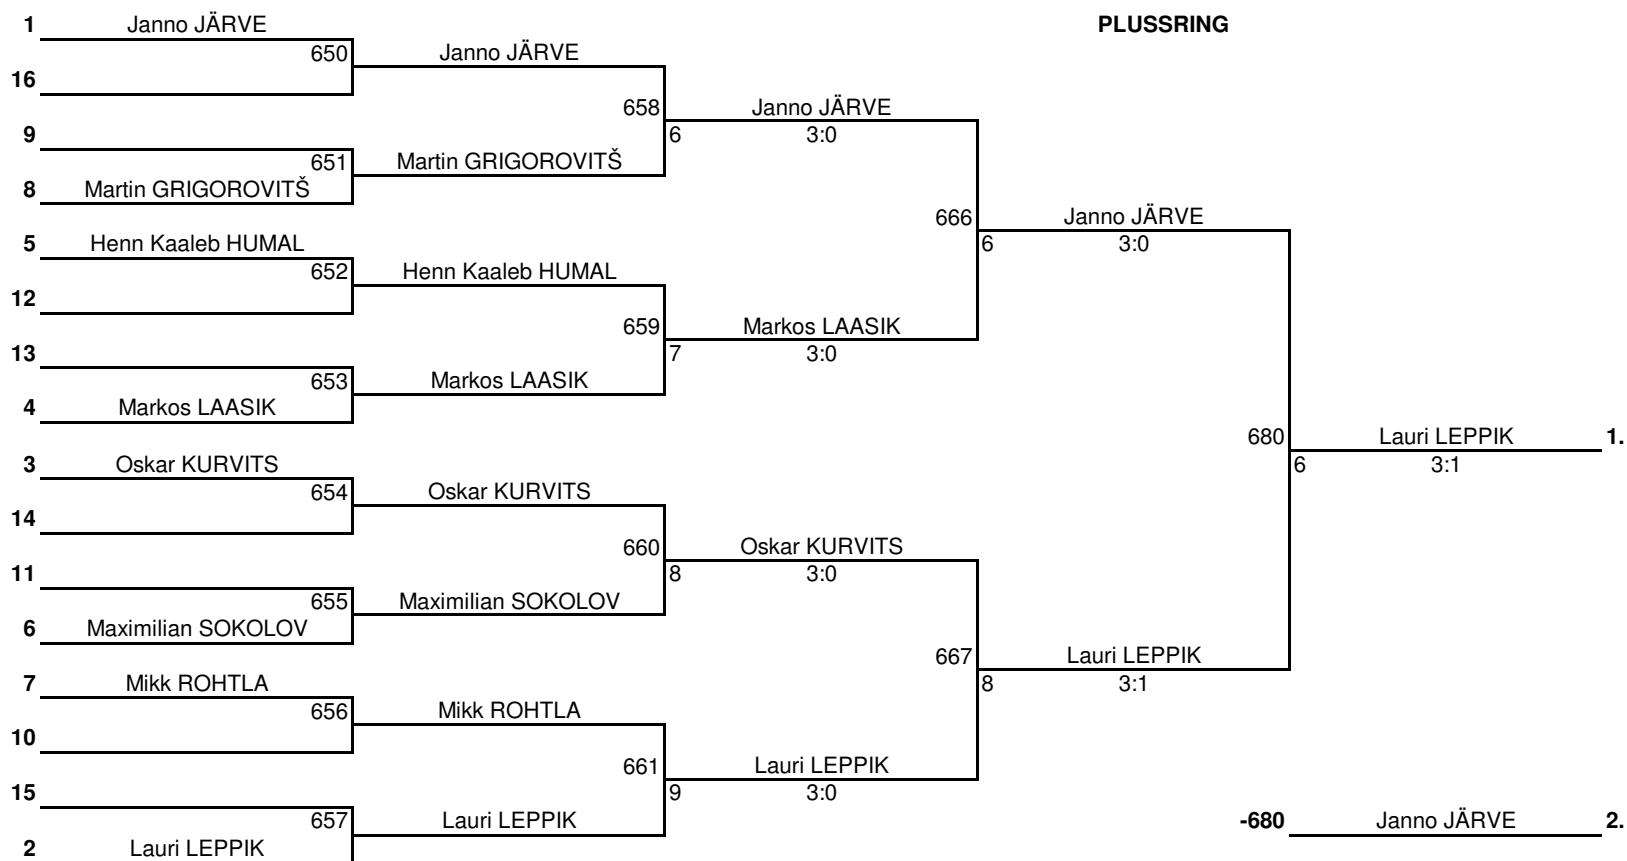 PLUSSRING
1 Janno JÄRVE
650 Janno JÄRVE
16
658 Janno JÄRVE
6 3:0
9
651 Martin GRIGOROVITŠ
8 Martin GRIGOROVITŠ
666 Janno JÄRVE
6 3:0
5 Henn Kaaleb HUMAL
652 Henn Kaaleb HUMAL
12
659 Markos LAASIK
7 3:0
13
653 Markos LAASIK
4 Markos LAASIK
680 Lauri LEPPIK 1.
6 3:1
3 Oskar KURVITS
654 Oskar KURVITS
14
660 Oskar KURVITS
8 3:0
11
655 Maximilian SOKOLOV
6 Maximilian SOKOLOV
667 Lauri LEPPIK
8 3:1
7 Mikk ROHTLA
656 Mikk ROHTLA
10
661 Lauri LEPPIK
9 3:0
15
657 Lauri LEPPIK
2 Lauri LEPPIK
-680 Janno JÄRVE 2.